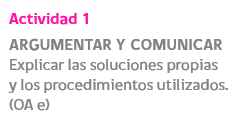 Actividad 1
ARGUMENTAR Y COMUNICAR
Explicar las soluciones propias
y los procedimientos utilizados.
(OA e)